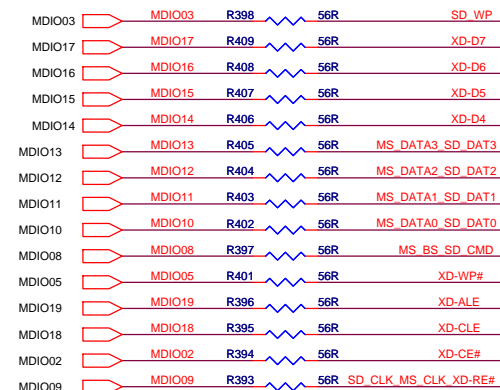 MDIO03 MDIO03 R398 56R SD_WP
MDIO17 MDIO17 R409 56R XD-D7
MDIO16 MDIO16 R408 56R XD-D6
MDIO15 MDIO15 R407 56R XD-D5
MDIO14 MDIO14 R406 56R XD-D4
MDIO13 MDIO13 R405 56R MS_DATA3_SD_DAT3
MDIO12 MDIO12 R404 56R MS_DATA2_SD_DAT2
MDIO11 MDIO11 R403 56R MS_DATA1_SD_DAT1
MDIO10 MDIO10 R402 56R MS_DATA0_SD_DAT0
MDIO08 MDIO08 R397 56R MS_BS_SD_CMD
MDIO05 MDIO05 R401 56R XD-WP#
MDIO19 MDIO19 R396 56R XD-ALE
MDIO18 MDIO18 R395 56R XD-CLE
MDIO02 MDIO02 R394 56R XD-CE#
MDIO09 MDIO09 R393 56R SD_CLK_MS_CLK_XD-RE#